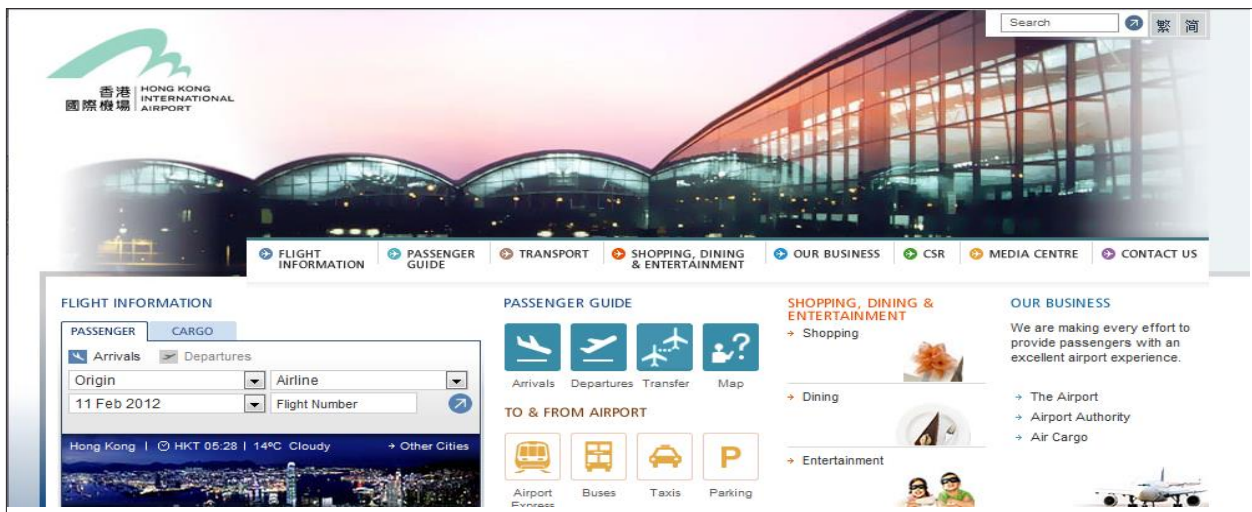 Search
繁 简
香港
國際機場
HONG KONG
INTERNATIONAL
AIRPORT
FLIGHT
INFORMATION
PASSENGER
GUIDE
TRANSPORT
SHOPPING, DINING
& ENTERTAINMENT
OUR BUSINESS
CSR
MEDIA CENTRE
CONTACT US
FLIGHT INFORMATION
PASSENGER
CARGO
Arrivals
Departures
Origin
Airline
11 Feb 2012
Flight Number
Hong Kong | HKT 05:28 | 14ºC Cloudy
Other Cities
PASSENGER GUIDE
Arrivals
Departures
Transfer
Map
TO & FROM AIRPORT
P
Airport
Express
Buses
Taxis
Parking
SHOPPING, DINING &
ENTERTAINMENT
Shopping
Dining
Entertainment
OUR BUSINESS
We are making every effort to
provide passengers with an
excellent airport experience.
The Airport
Airport Authority
Air Cargo